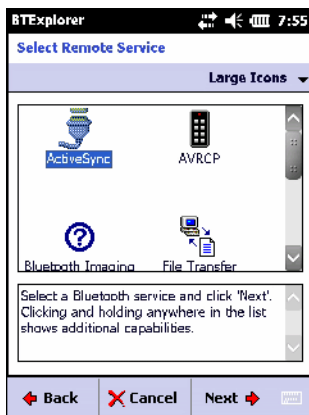 BTExplorer 7:55
Select Remote Service
Large Icons
ActiveSync AVRCP
Bluetooth Imaging File Transfer
Select a Bluetooth service and click 'Next'.
Clicking and holding anywhere in the list
shows additional capabilities.
Back Cancel Next